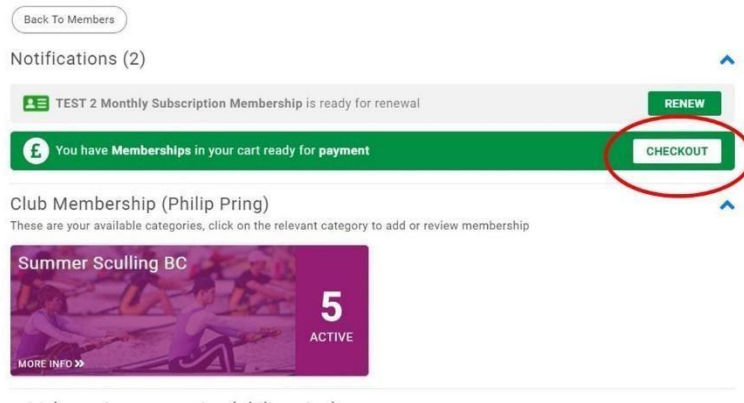 Back To Members
Notifications (2)
TEST 2 Monthly Subscription Membership is ready for renewal
RENEW
£ You have Memberships in your cart ready for payment
CHECKOUT
Club Membership (Philip Pring)
These are your available categories, click on the relevant category to add or review membership
Summer Sculling BC
5
ACTIVE
MORE INFO »